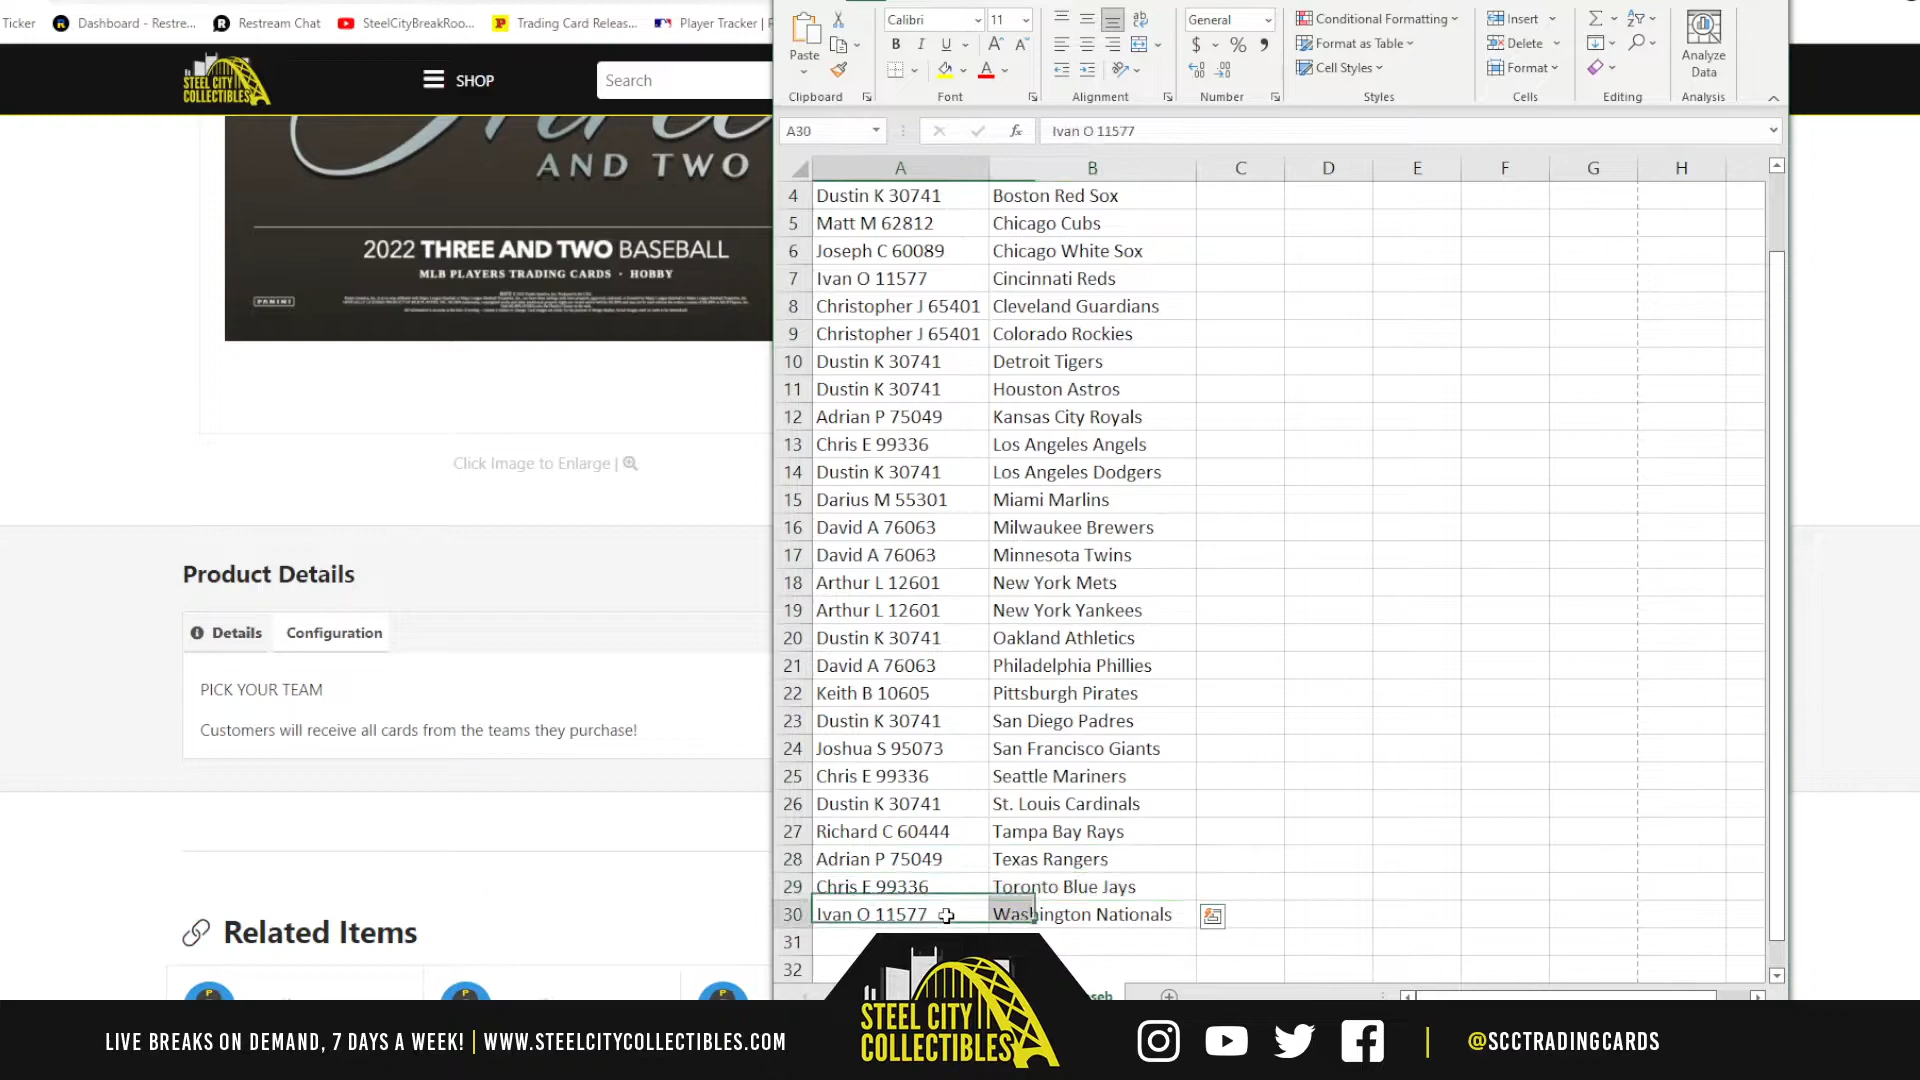 Ticker Dashboard - Restre... Restream Chat SteelCityBreakRoo... Trading Card Releas... Player Tracker |
STEEL CITY
COLLECTIBLES
SHOP
Search
AND TWO
2022 THREE AND TWO BASEBALL
MLB PLAYERS TRADING CARDS • HOBBY
PANINI
Click Image to Enlarge |
Product Details
Details Configuration
PICK YOUR TEAM
Customers will receive all cards from the teams they purchase!
Related Items
Paste
Calibri 11
B I U
General
$ %
Conditional Formatting
Format as Table
Cell Styles
Insert
Delete
Format
Analyze
Data
Clipboard Font Alignment Number Styles Cells Editing Analysis
A30 fx Ivan O 11577
A B C D E F G H
4 Dustin K 30741 Boston Red Sox
5 Matt M 62812 Chicago Cubs
6 Joseph C 60089 Chicago White Sox
7 Ivan O 11577 Cincinnati Reds
8 Christopher J 65401 Cleveland Guardians
9 Christopher J 65401 Colorado Rockies
10 Dustin K 30741 Detroit Tigers
11 Dustin K 30741 Houston Astros
12 Adrian P 75049 Kansas City Royals
13 Chris E 99336 Los Angeles Angels
14 Dustin K 30741 Los Angeles Dodgers
15 Darius M 55301 Miami Marlins
16 David A 76063 Milwaukee Brewers
17 David A 76063 Minnesota Twins
18 Arthur L 12601 New York Mets
19 Arthur L 12601 New York Yankees
20 Dustin K 30741 Oakland Athletics
21 David A 76063 Philadelphia Phillies
22 Keith B 10605 Pittsburgh Pirates
23 Dustin K 30741 San Diego Padres
24 Joshua S 95073 San Francisco Giants
25 Chris E 99336 Seattle Mariners
26 Dustin K 30741 St. Louis Cardinals
27 Richard C 60444 Tampa Bay Rays
28 Adrian P 75049 Texas Rangers
29 Chris E 99336 Toronto Blue Jays
30 Ivan O 11577 Washington Nationals
31
32
LIVE BREAKS ON DEMAND, 7 DAYS A WEEK! | WWW.STEELCITYCOLLECTIBLES.COM
STEEL CITY
COLLECTIBLES
| @SCCTRADINGCARDS